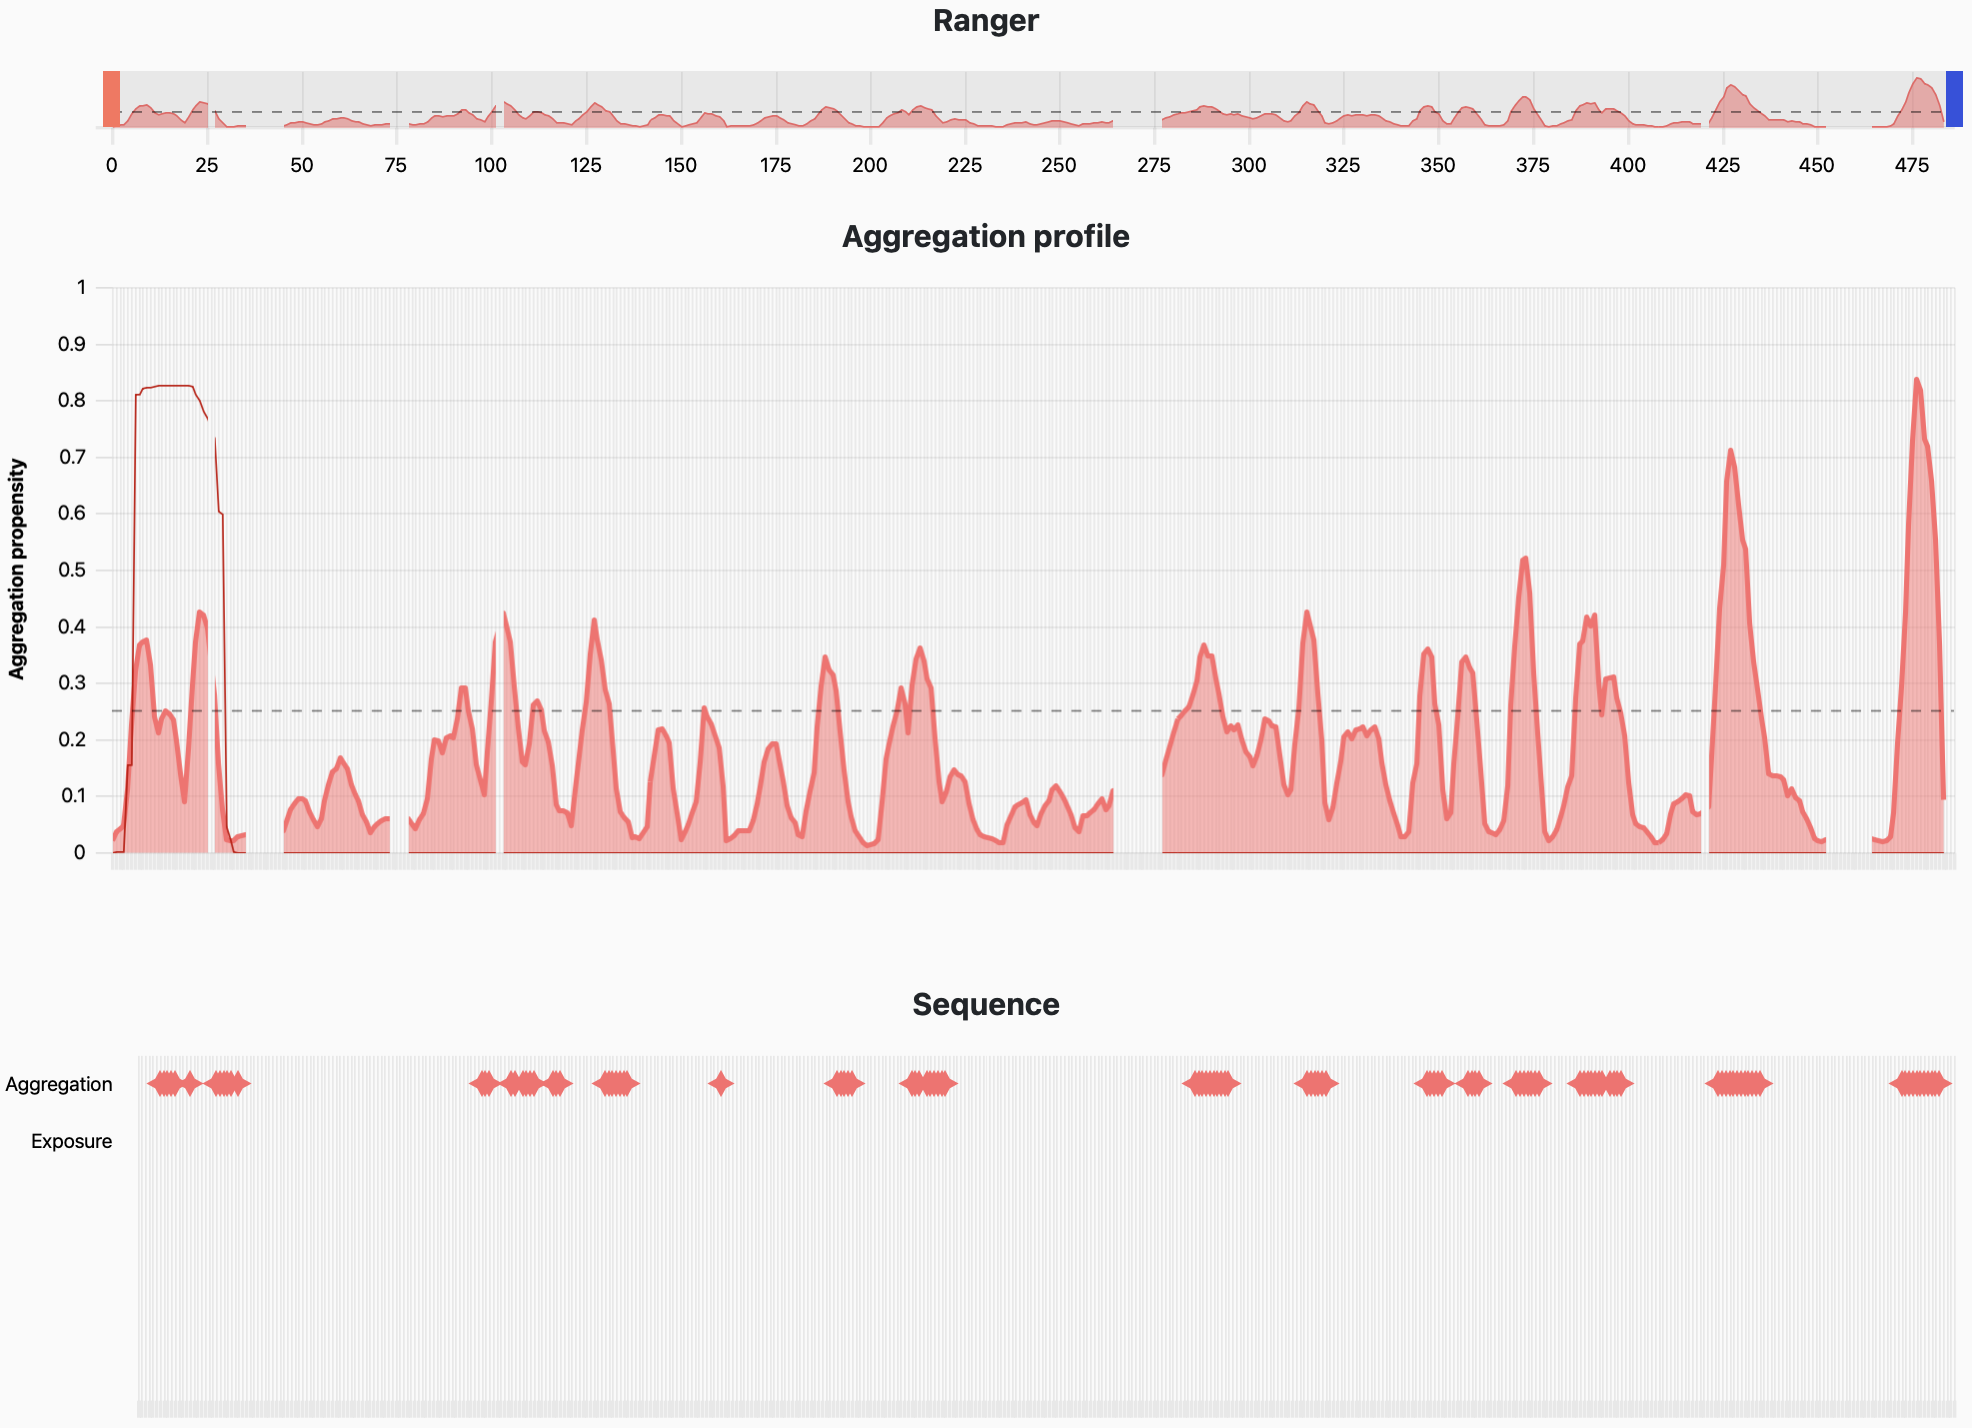 Ranger
0 25 50 75 100 125 150 175 200 225 250 275 300 325 350 375 400 425 450 475
Aggregation profile
Aggregation propensity
1
0.9
0.8
0.7
0.6
0.5
0.4
0.3
0.2
0.1
0
Sequence
Aggregation
Exposure